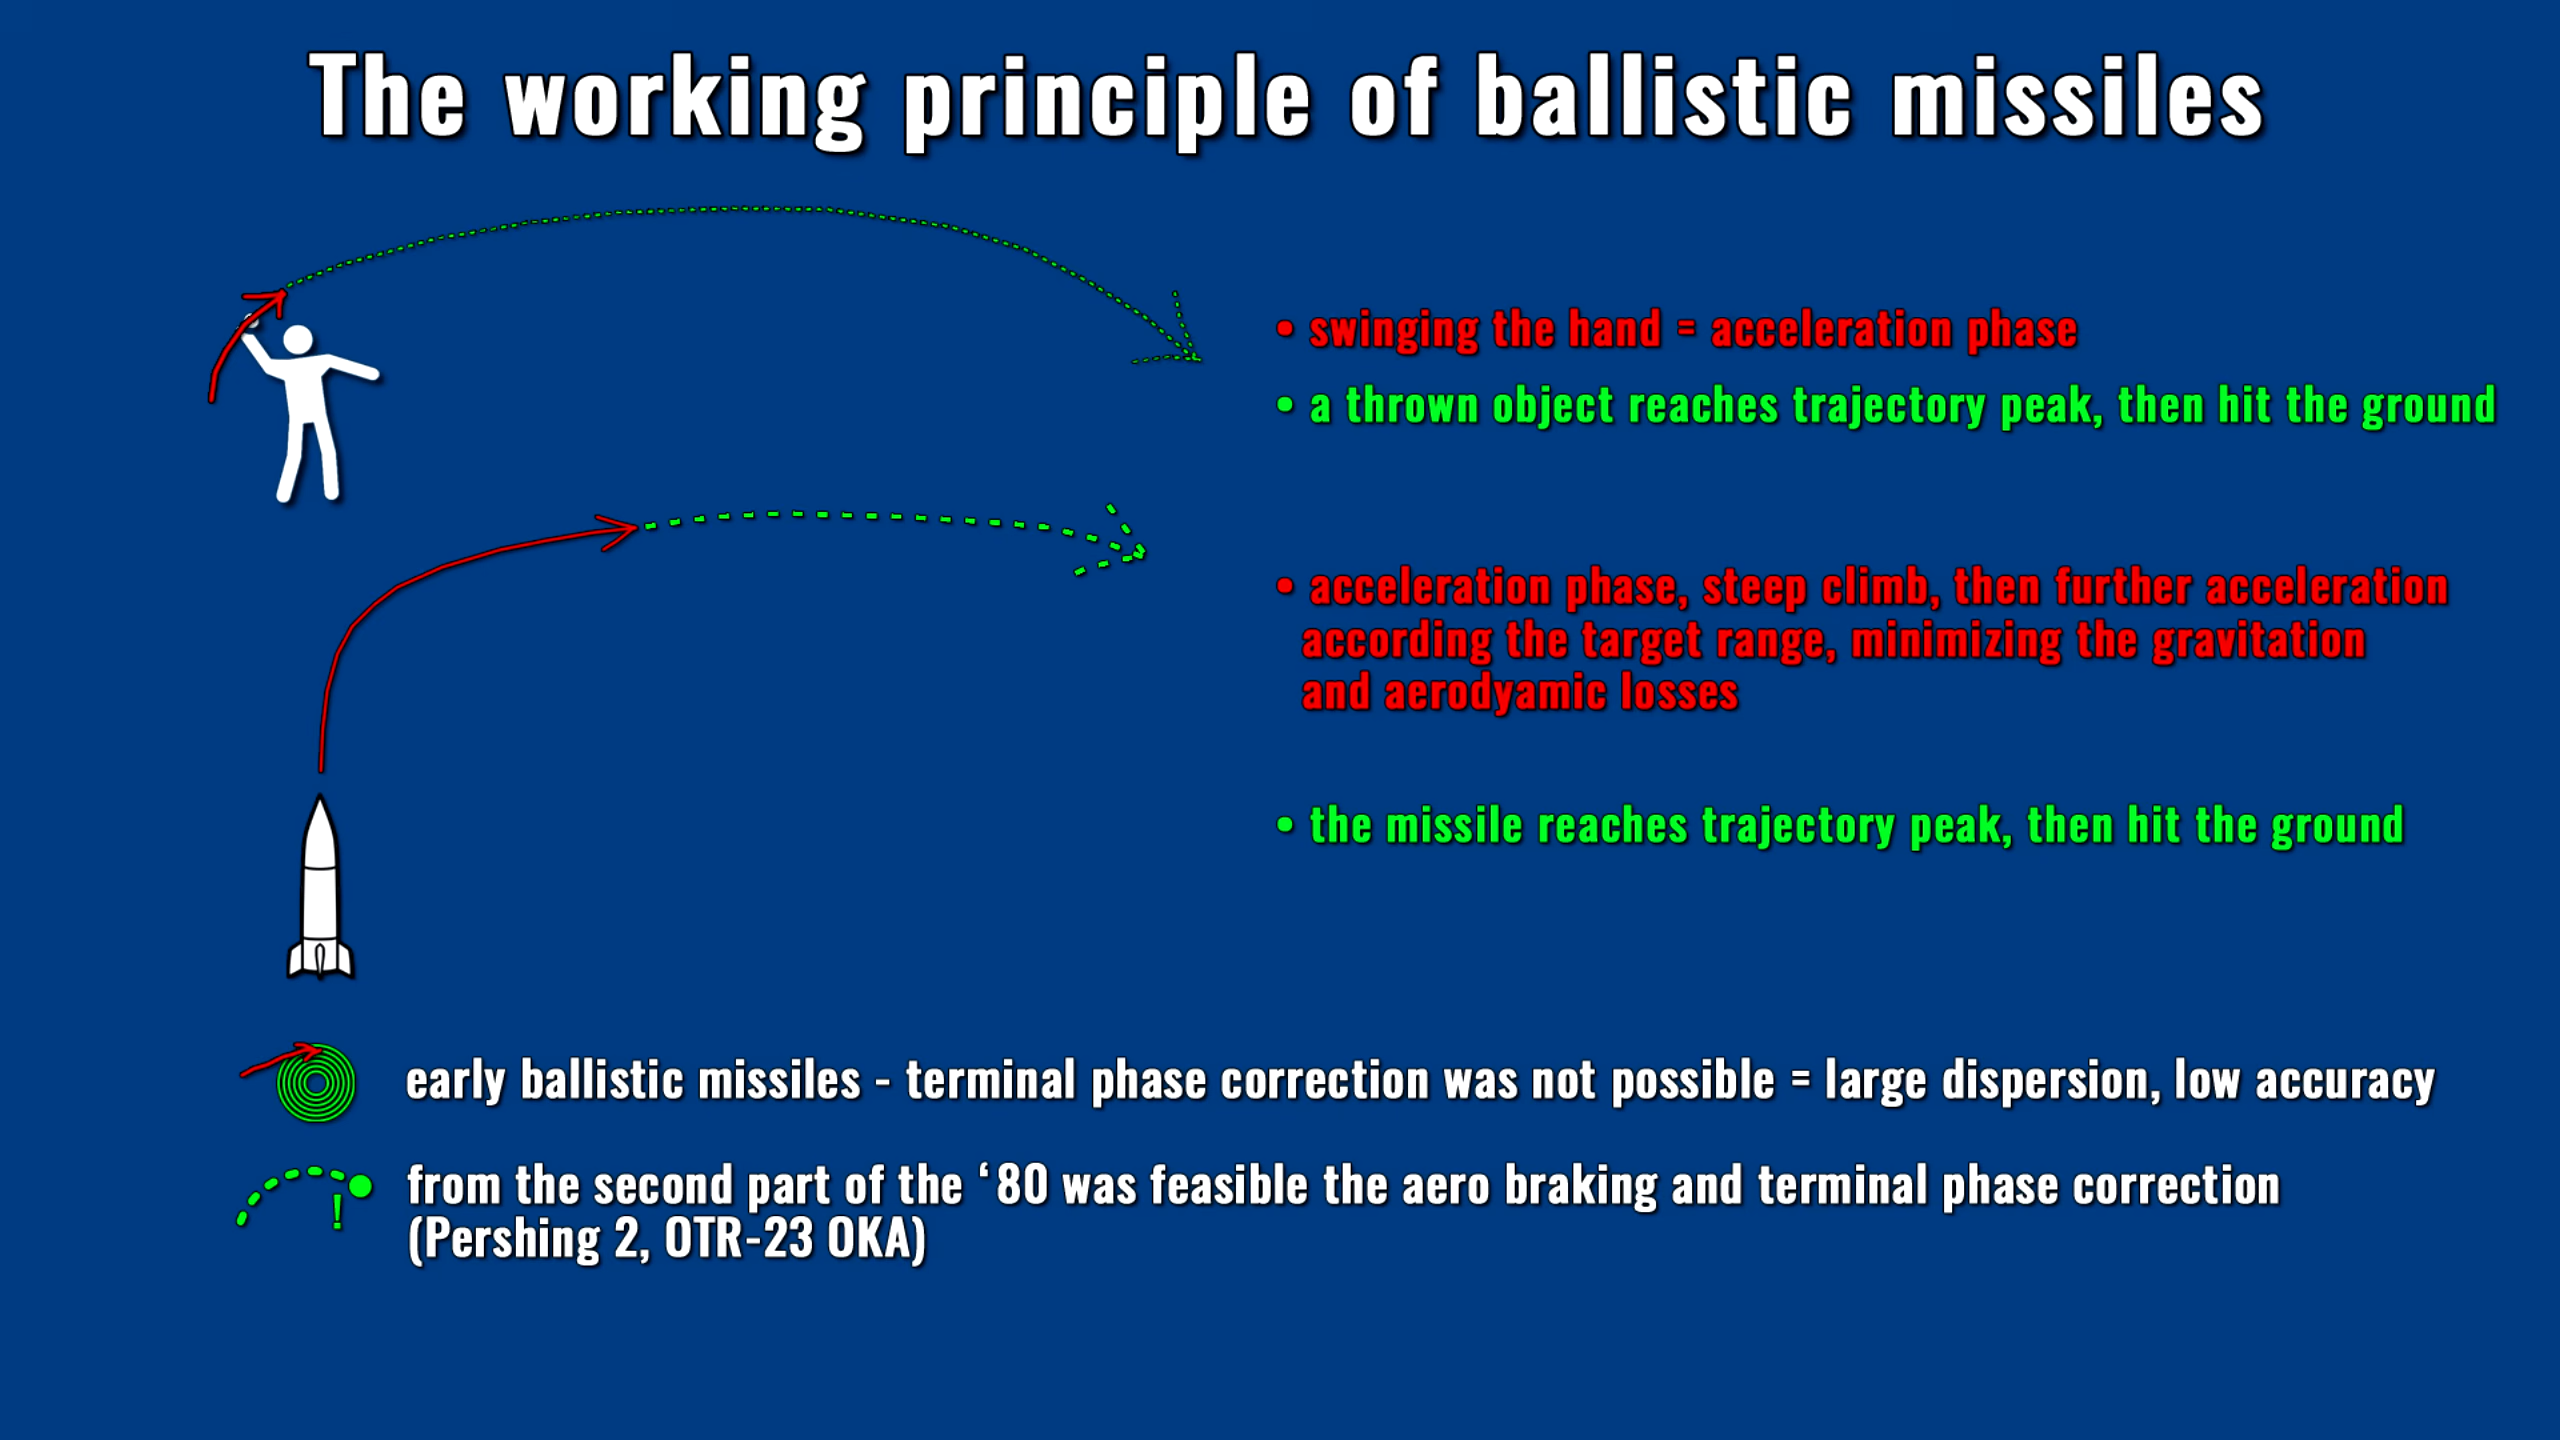 The working principle of ballistic missiles
• swinging the hand = acceleration phase
• a thrown object reaches trajectory peak, then hit the ground
• acceleration phase, steep climb, then further acceleration
according the target range, minimizing the gravitation
and aerodyamic losses
• the missile reaches trajectory peak, then hit the ground
early ballistic missiles - terminal phase correction was not possible = large dispersion, low accuracy
!
from the second part of the ‘80 was feasible the aero braking and terminal phase correction
(Pershing 2, OTR-23 OKA)